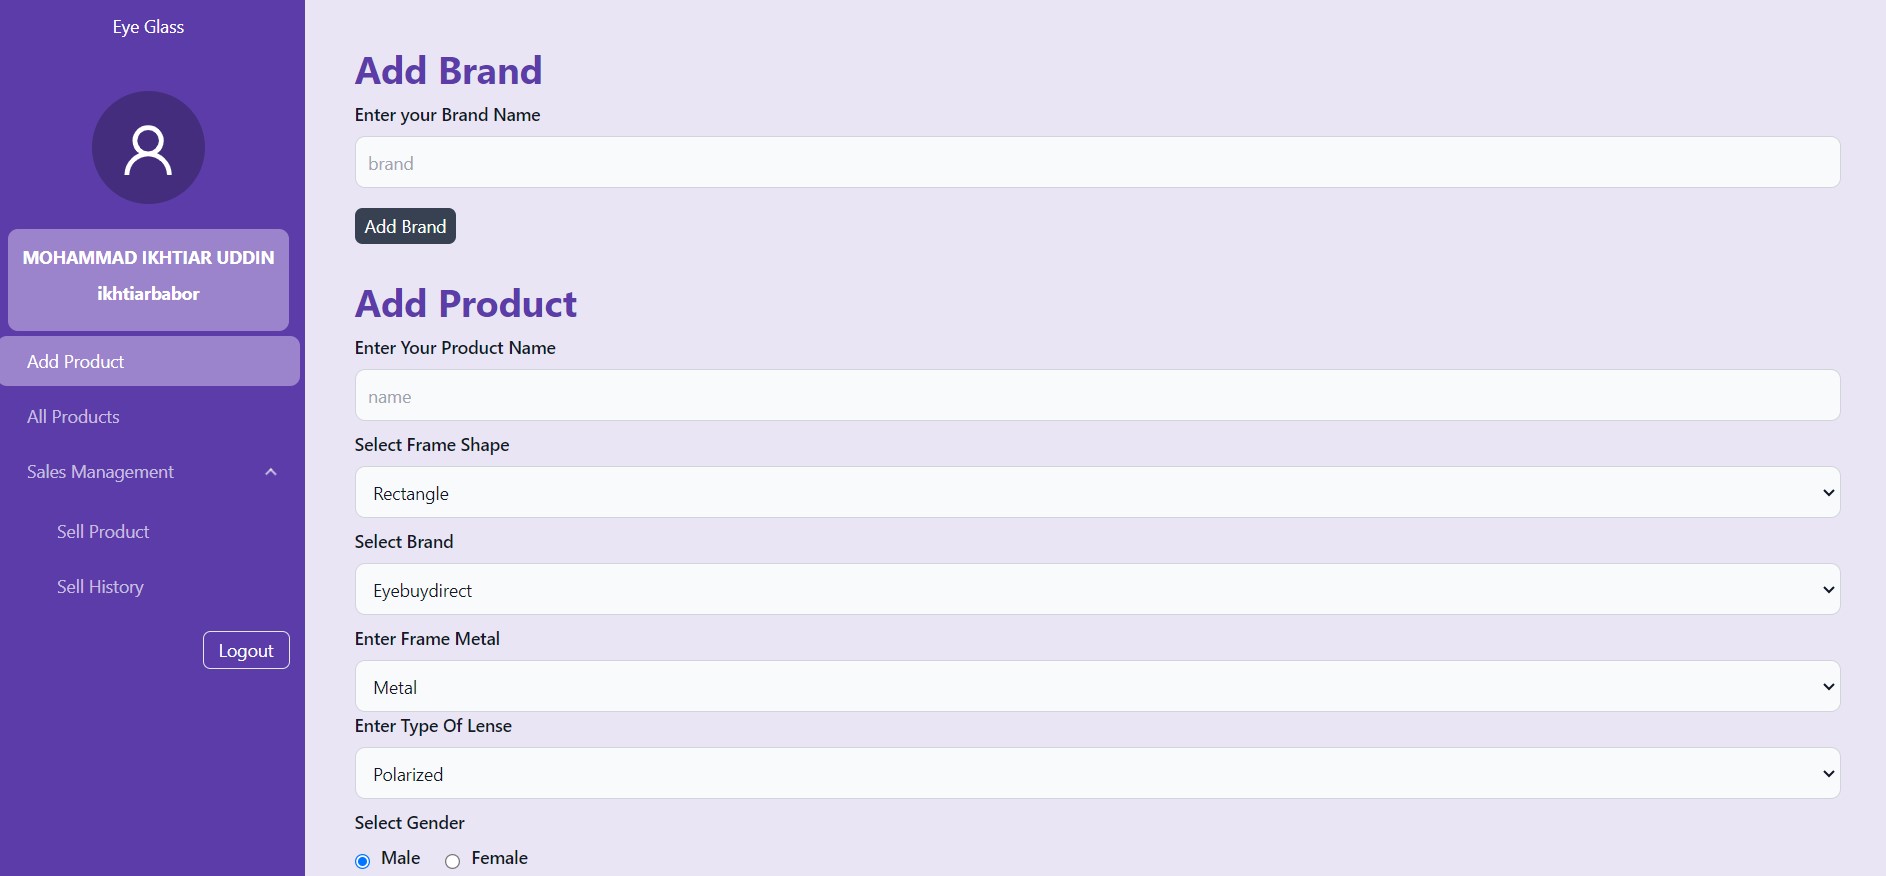 Eye Glass
MOHAMMAD IKHTIAR UDDIN
ikhtiarbabor
Add Product
All Products
Sales Management
Sell Product
Sell History
Logout
Add Brand
Enter your Brand Name
brand
Add Brand
Add Product
Enter Your Product Name
name
Select Frame Shape
Rectangle
Select Brand
Eyebuydirect
Enter Frame Metal
Metal
Enter Type Of Lense
Polarized
Select Gender
Male Female